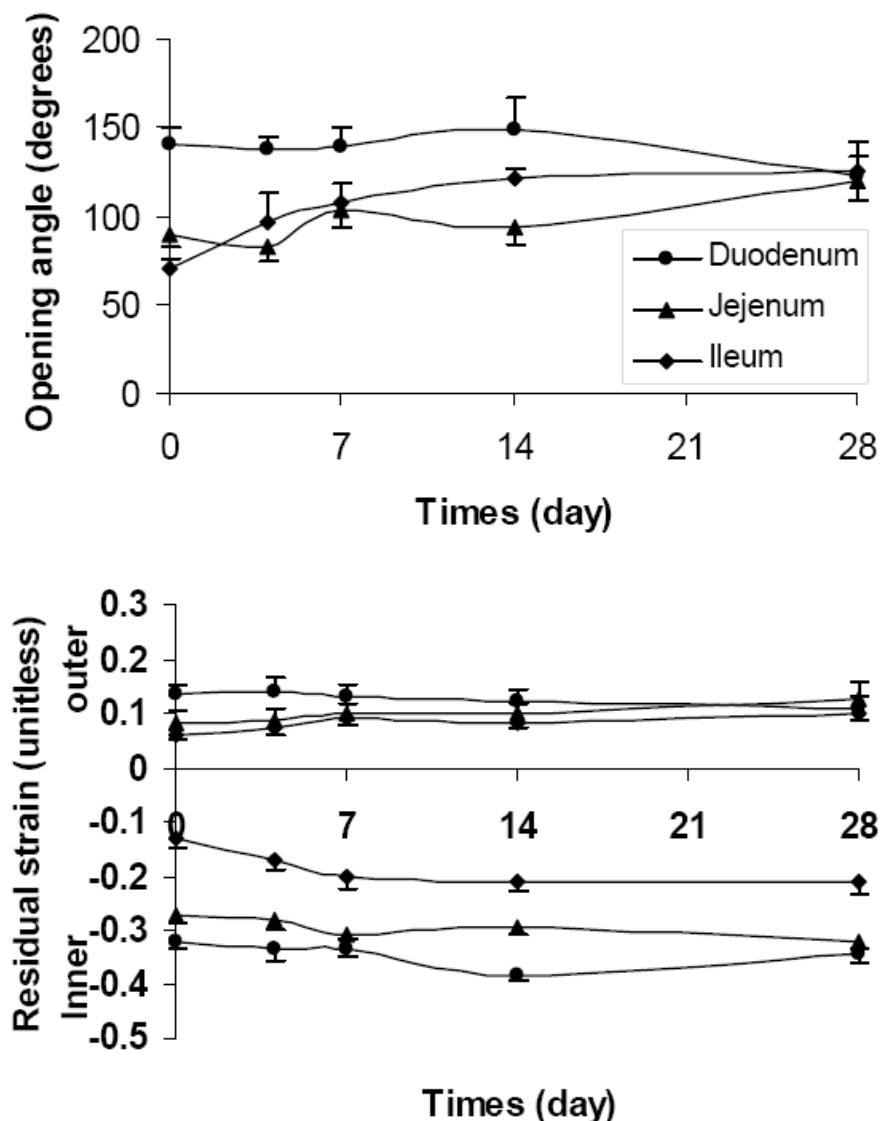 Opening angle (degrees)
200
150
100
50
0
0 7 14 21 28
Times (day)
Duodenum
Jejenum
Ileum
Residual strain (unitless)
Inner outer
0.3
0.2
0.1
0
-0.1
-0.2
-0.3
-0.4
-0.5
0 7 14 21 28
Times (day)